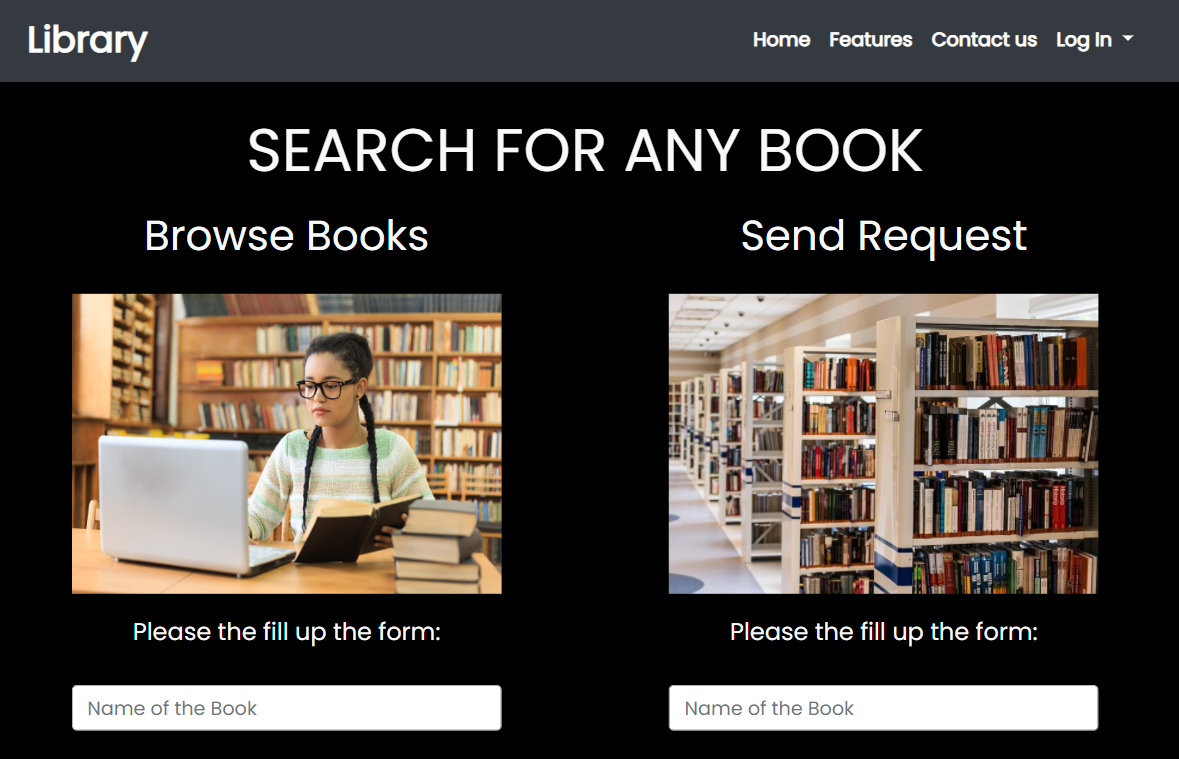 Library
Home Features Contact us Log In
SEARCH FOR ANY BOOK
Browse Books
Send Request
Please the fill up the form:
Please the fill up the form:
Name of the Book
Name of the Book